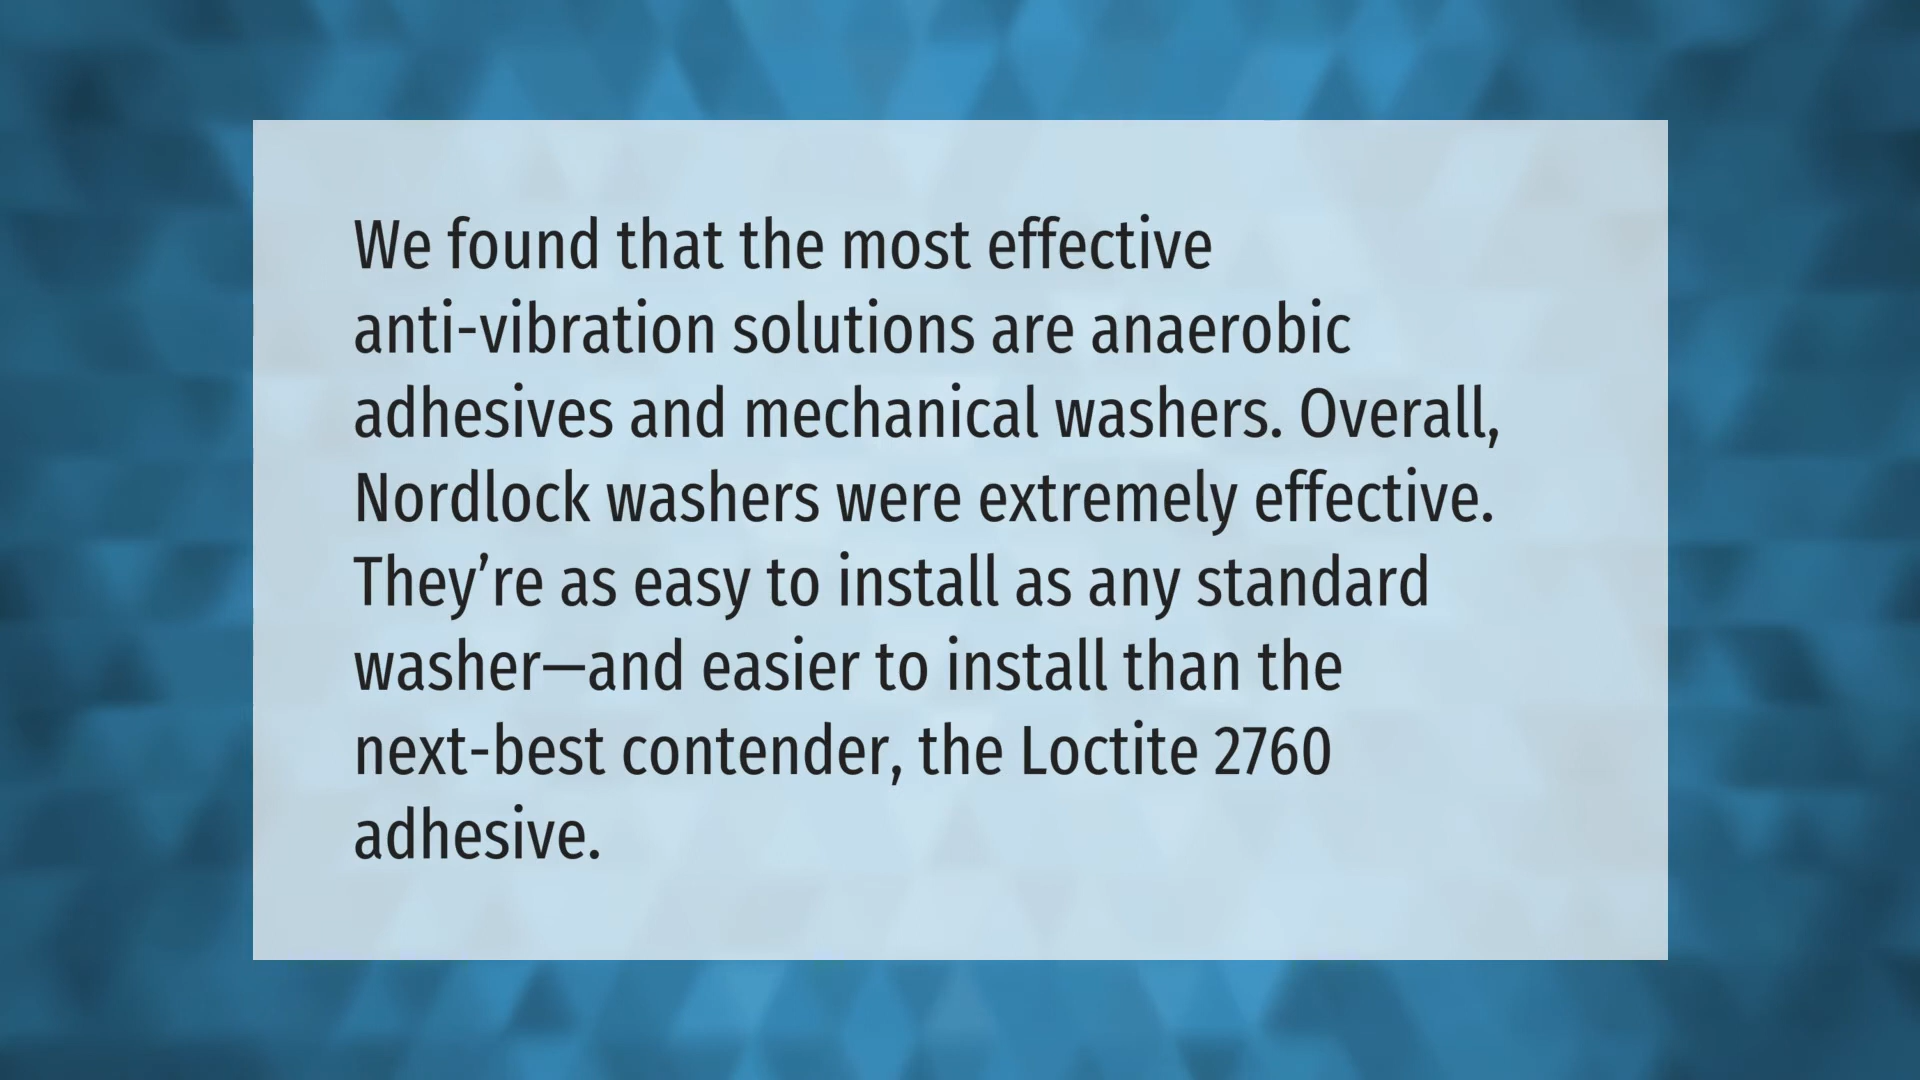 We found that the most effective
anti-vibration solutions are anaerobic
adhesives and mechanical washers. Overall,
Nordlock washers were extremely effective.
They’re as easy to install as any standard
washer—and easier to install than the
next-best contender, the Loctite 2760
adhesive.